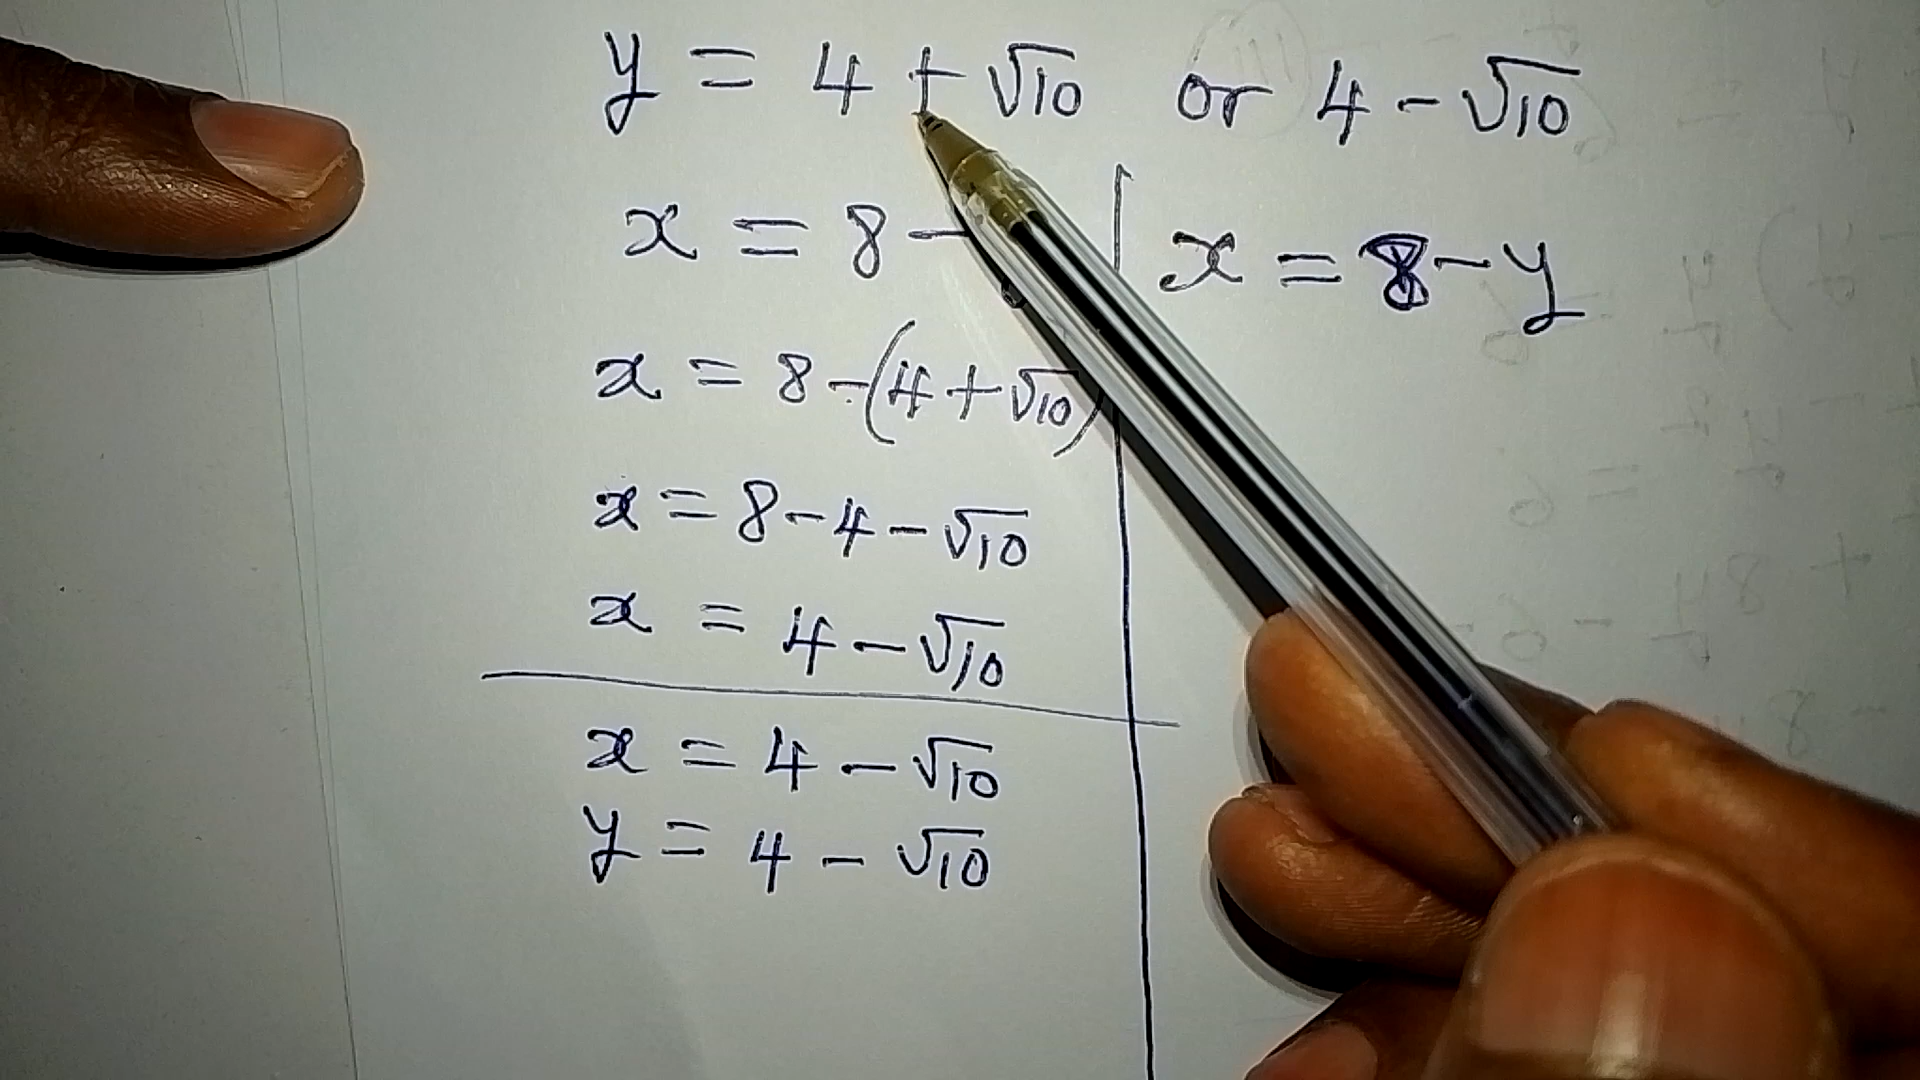 y = 4 + √10 or 4 - √10
x = 8 -
x = 8 - (4 + √10)
x = 8 - 4 - √10
x = 4 - √10
x = 4 - √10
y = 4 - √10
x = 8 - y